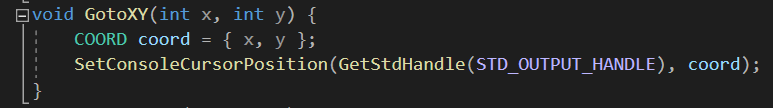 void GotoXY(int x, int y) {
    COORD coord = { x, y };
    SetConsoleCursorPosition(GetStdHandle(STD_OUTPUT_HANDLE), coord);
}